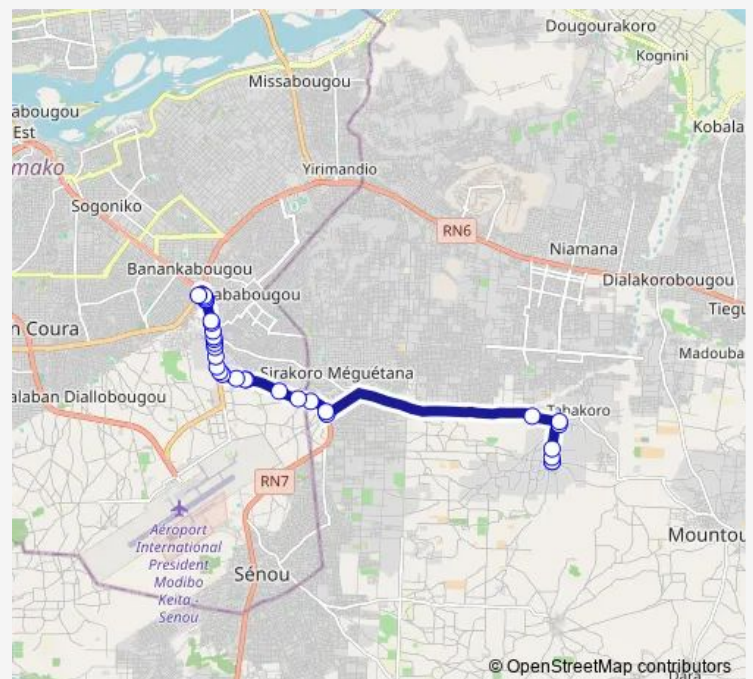 Dougourakoro
Kognini
Missabougou
abougou
Est
Kobala
Yirimandio
mako
Sogoniko
RN6
Niamana
Banankabougou
Dialakorobougou
ababougou
Tiegu
n Coura
Madouba
Sirakoro Méguétana
alaban Diallobougou
Tabakoro
RN7
Aéroport
International
Président
Modibo
Keita -
Senou
Mountou
Sénou
© OpenStreetMap contributors
Dara